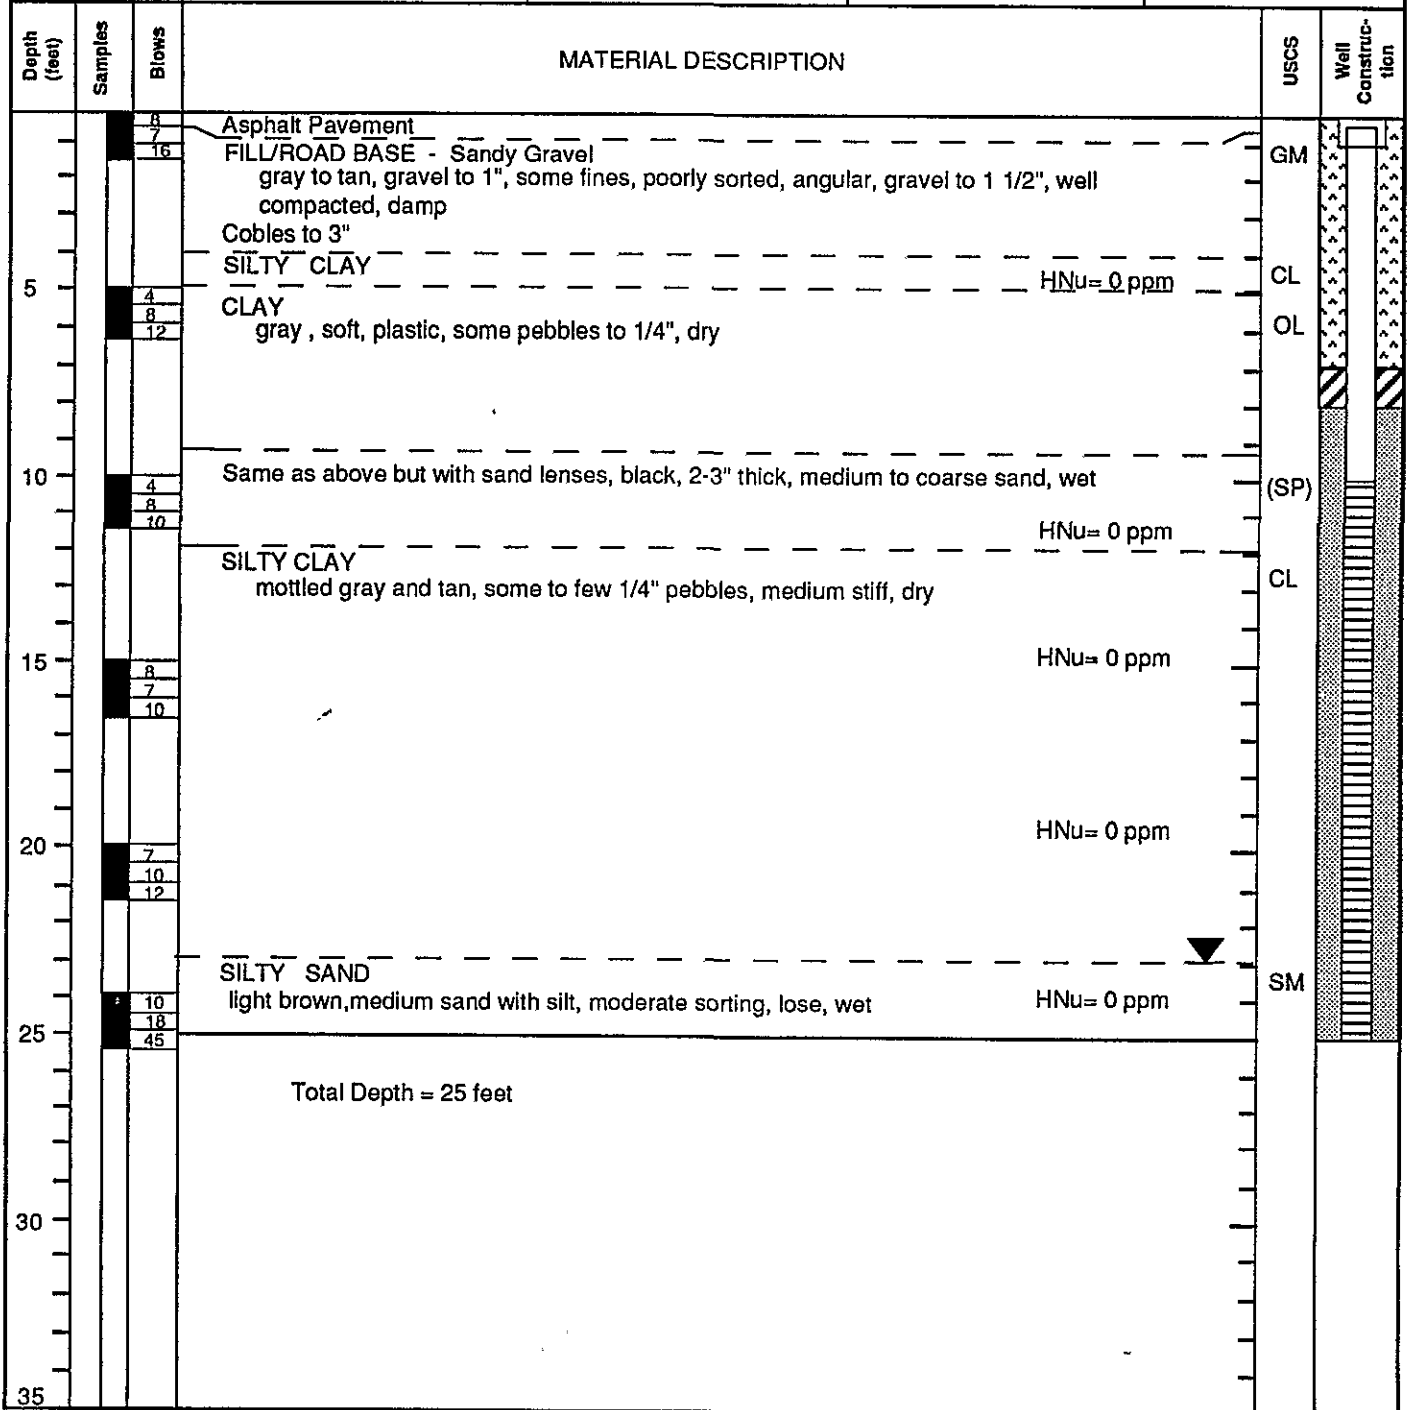 Depth (feet) Samples Blows MATERIAL DESCRIPTION USCS Well Construc- tion
8
7
16
Asphalt Pavement
FILL/ROAD BASE - Sandy Gravel
GM
gray to tan, gravel to 1", some fines, poorly sorted, angular, gravel to 1 1/2", well
compacted, damp
Cobles to 3"
SILTY CLAY
HNu= 0 ppm
CL
5
4
8
12
CLAY
OL
gray , soft, plastic, some pebbles to 1/4", dry
10
4
8
10
Same as above but with sand lenses, black, 2-3" thick, medium to coarse sand, wet
(SP)
HNu= 0 ppm
SILTY CLAY
CL
mottled gray and tan, some to few 1/4" pebbles, medium stiff, dry
15
8
7
10
HNu= 0 ppm
HNu= 0 ppm
20
7
10
12
SILTY SAND
SM
light brown,medium sand with silt, moderate sorting, lose, wet
HNu= 0 ppm
10
18
45
25
Total Depth = 25 feet
30
35